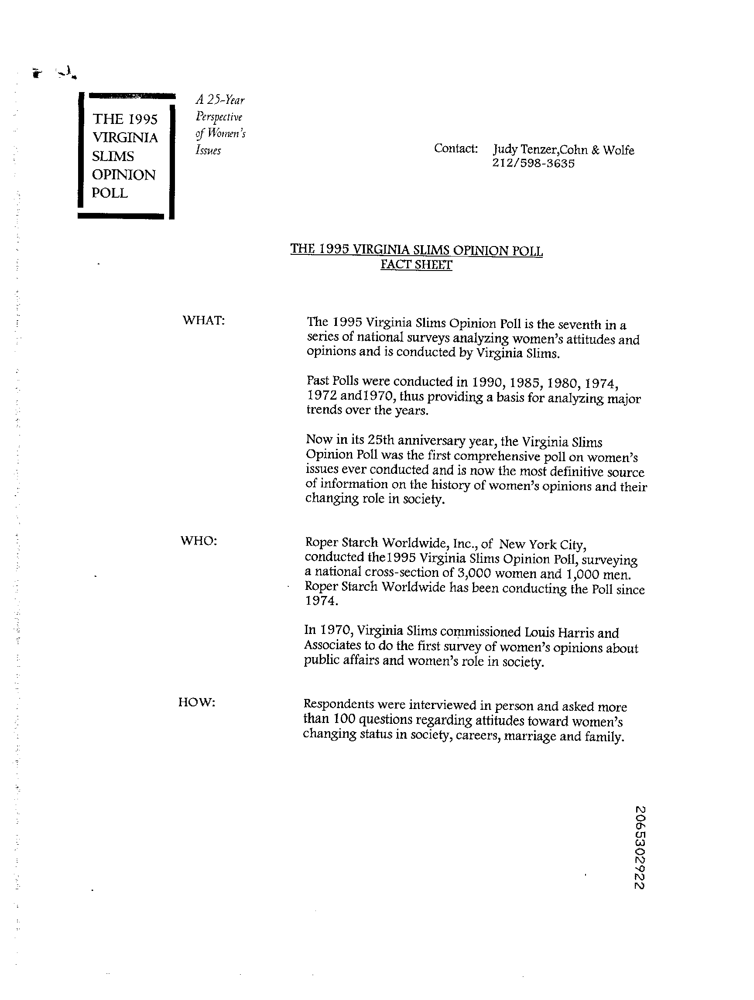 THE 1995
VIRGINIA
SLIMS
OPINION
POLL
A 25-Year
Perspective
of Women's
Issues
Contact: Judy Tenzer,Cohn & Wolfe
212/598-3635
THE 1995 VIRGINIA SLIMS OPINION POLL
FACT SHEET
WHAT:
The 1995 Virginia Slims Opinion Poll is the seventh in a
series of national surveys analyzing women's attitudes and
opinions and is conducted by Virginia Slims.
Past Polls were conducted in 1990, 1985, 1980, 1974,
1972 and1970, thus providing a basis for analyzing major
trends over the years.
Now in its 25th anniversary year, the Virginia Slims
Opinion Poll was the first comprehensive poll on women's
issues ever conducted and is now the most definitive source
of information on the history of women's opinions and their
changing role in society.
WHO:
Roper Starch Worldwide, Inc., of New York City,
conducted the1995 Virginia Slims Opinion Poll, surveying
a national cross-section of 3,000 women and 1,000 men.
Roper Starch Worldwide has been conducting the Poll since
1974.
In 1970, Virginia Slims commissioned Louis Harris and
Associates to do the first survey of women's opinions about
public affairs and women's role in society.
HOW:
Respondents were interviewed in person and asked more
than 100 questions regarding attitudes toward women's
changing status in society, careers, marriage and family.
2065302922